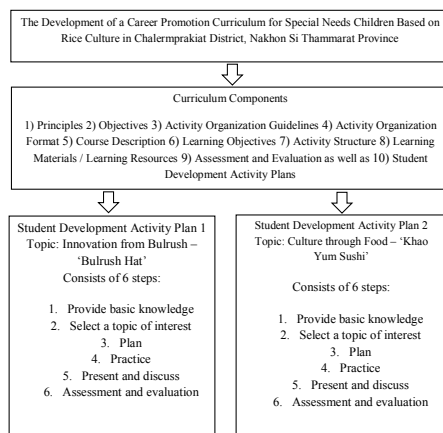 The Development of a Career Promotion Curriculum for Special Needs Children Based on
Rice Culture in Chalermprakiat District, Nakhon Si Thammarat Province
Curriculum Components
1) Principles 2) Objectives 3) Activity Organization Guidelines 4) Activity Organization
Format 5) Course Description 6) Learning Objectives 7) Activity Structure 8) Learning
Materials / Learning Resources 9) Assessment and Evaluation as well as 10) Student
Development Activity Plans
Student Development Activity Plan 1
Topic: Innovation from Bulrush –
‘Bulrush Hat’
Consists of 6 steps:
1. Provide basic knowledge
2. Select a topic of interest
3. Plan
4. Practice
5. Present and discuss
6. Assessment and evaluation
Student Development Activity Plan 2
Topic: Culture through Food – ‘Khao
Yum Sushi’
Consists of 6 steps:
1. Provide basic knowledge
2. Select a topic of interest
3. Plan
4. Practice
5. Present and discuss
6. Assessment and evaluation